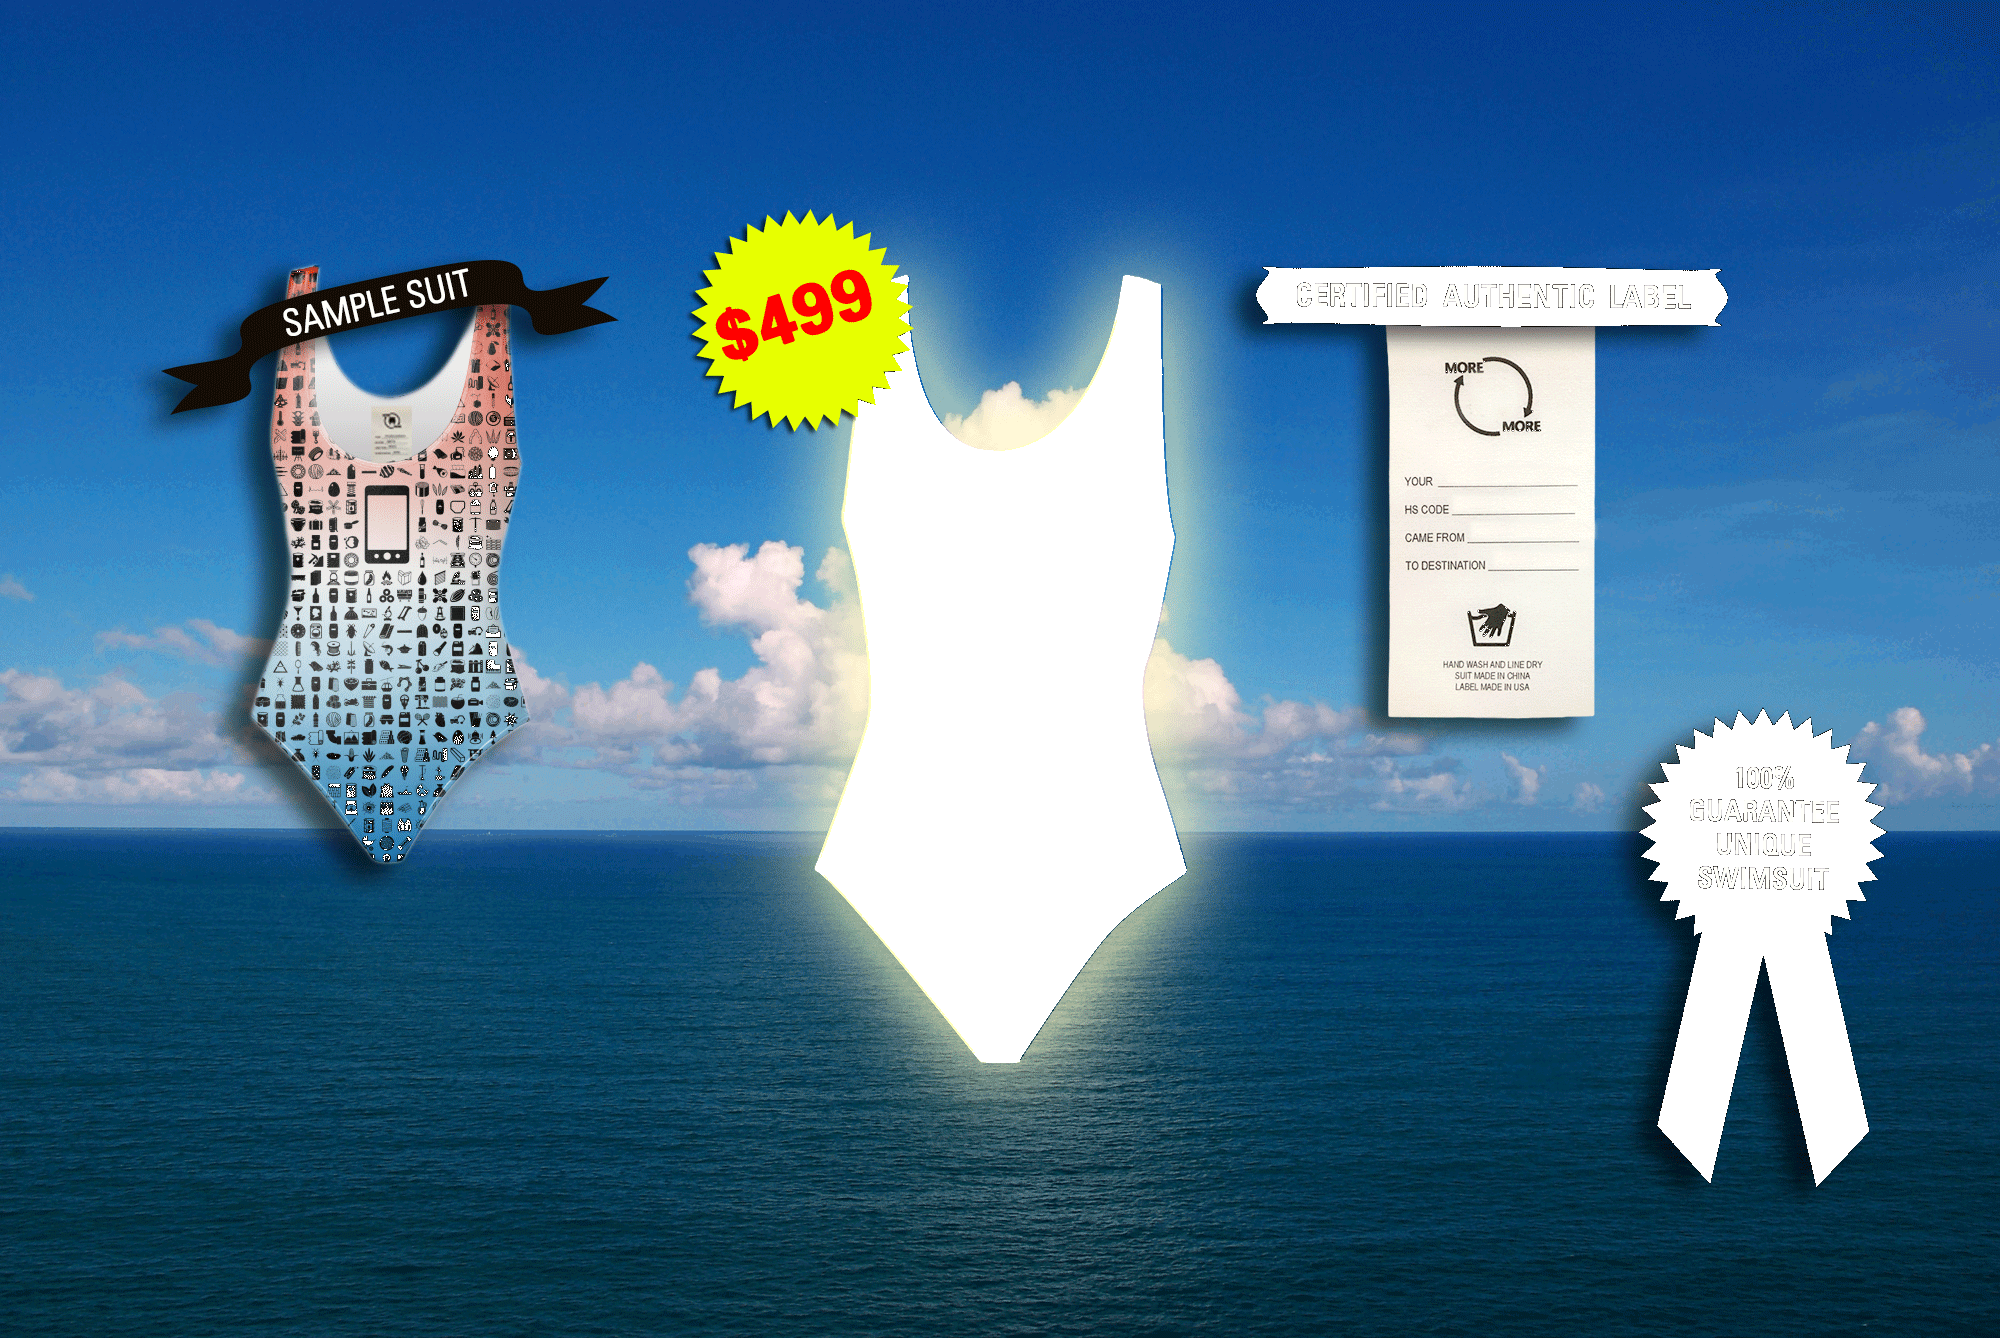 SAMPLE SUIT
$499
CERTIFIED AUTHENTIC LABEL
MORE
MORE
YOUR
HS CODE
CAME FROM
TO DESTINATION
HAND WASH AND LINE DRY
SUIT MADE IN CHINA
LABEL MADE IN USA
100%
GUARANTEE
UNIQUE
SWIMSUIT